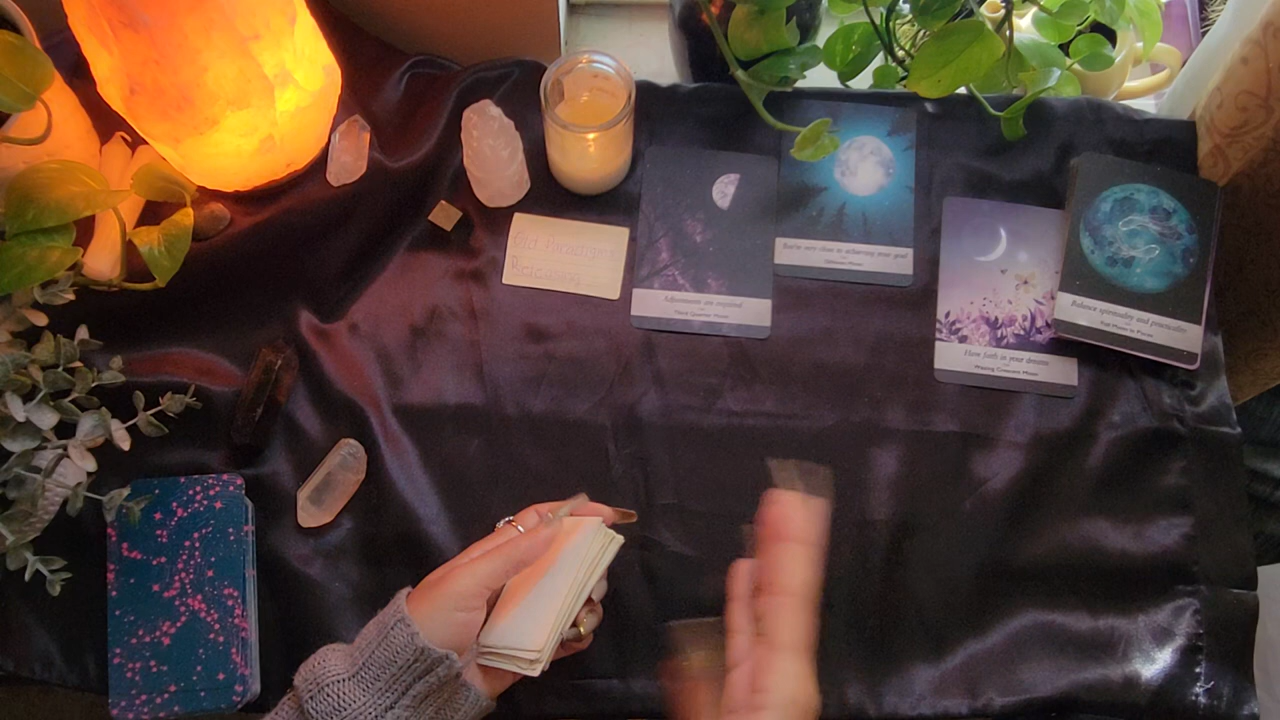 Old Paradigms
Releasing
Adjustments are required
Third Quarter Moon
You're very close to achieving your goal
Gibbous Moon
Have faith in your dreams
Waxing Crescent Moon
Balance spirituality and practicality
Full Moon in Pisces